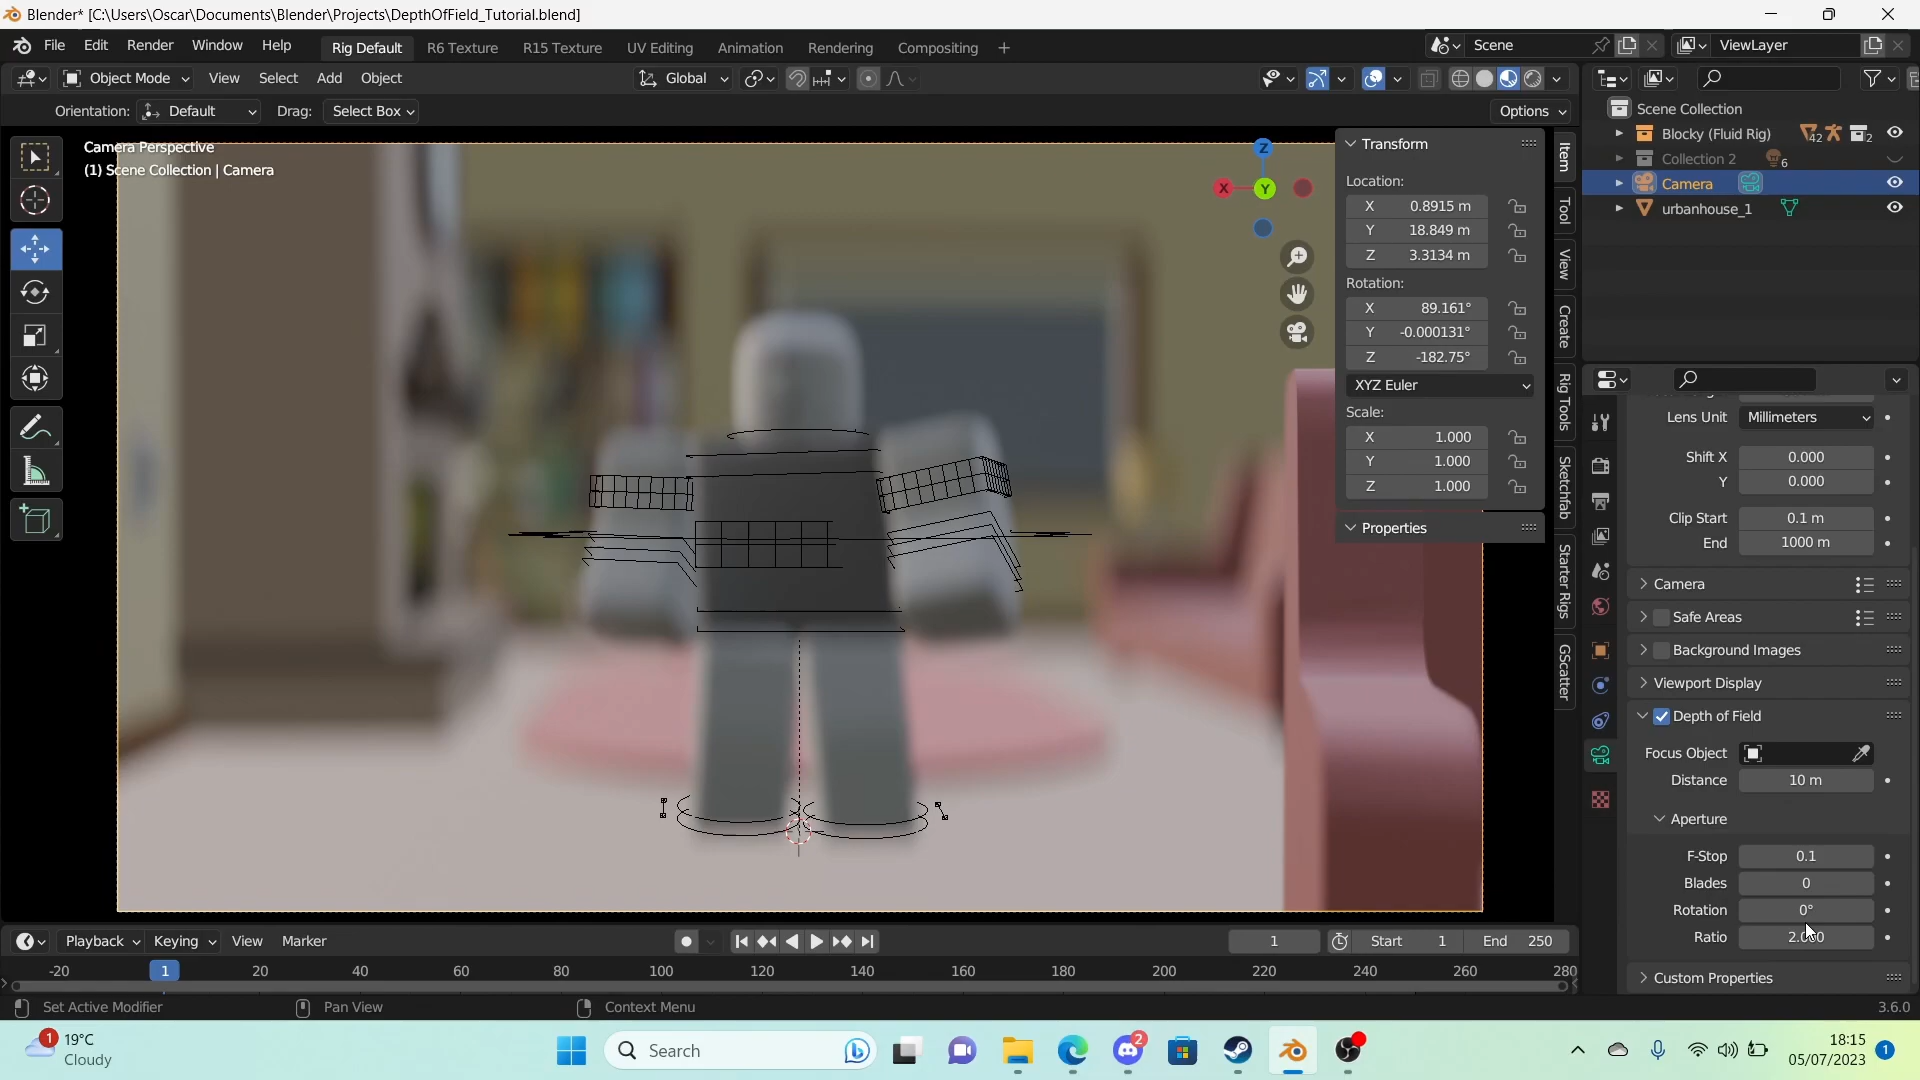 Blender* [C:\Users\Oscar\Documents\Blender\Projects\DepthOfField_Tutorial.blend]
File Edit Render Window Help Rig Default R6 Texture R15 Texture UV Editing Animation Rendering Compositing + Scene ViewLayer
Object Mode View Select Add Object Global
Orientation: Default Drag: Select Box Options
Scene Collection
Blocky (Fluid Rig) 42 2
Collection 2 6
Camera
urbanhouse_1
Camera Perspective
(1) Scene Collection | Camera
Z
X Y
Transform
Location:
X 0.8915 m
Y 18.849 m
Z 3.3134 m
Rotation:
X 89.161°
Y -0.000131°
Z -182.75°
XYZ Euler
Scale:
X 1.000
Y 1.000
Z 1.000
Properties
Item
Tool
View
Create
Rig Tools
Sketchfab
Starter Rigs
GScatter
Lens Unit Millimeters
Shift X 0.000
Y 0.000
Clip Start 0.1 m
End 1000 m
Camera
Safe Areas
Background Images
Viewport Display
Depth of Field
Focus Object
Distance 10 m
Aperture
F-Stop 0.1
Blades 0
Rotation 0°
Ratio 2.000
Custom Properties
Playback Keying View Marker 1 Start 1 End 250
-20 1 20 40 60 80 100 120 140 160 180 200 220 240 260 280
Set Active Modifier Pan View Context Menu 3.6.0
1 19°C
Cloudy
Search
2
18:15
05/07/2023
1